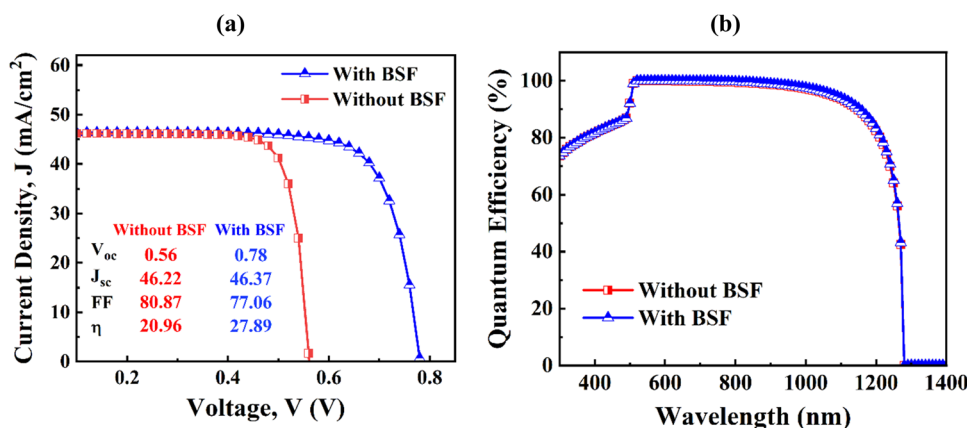 (a)
60
50
40
30
20
10
0
Current Density, J (mA/cm²)
With BSF
Without BSF
Without BSF With BSF
Voc 0.56 0.78
Jsc 46.22 46.37
FF 80.87 77.06
η 20.96 27.89
0.2 0.4 0.6 0.8
Voltage, V (V)
(b)
100
80
60
40
20
0
Quantum Efficiency (%)
Without BSF
With BSF
400 600 800 1000 1200 1400
Wavelength (nm)